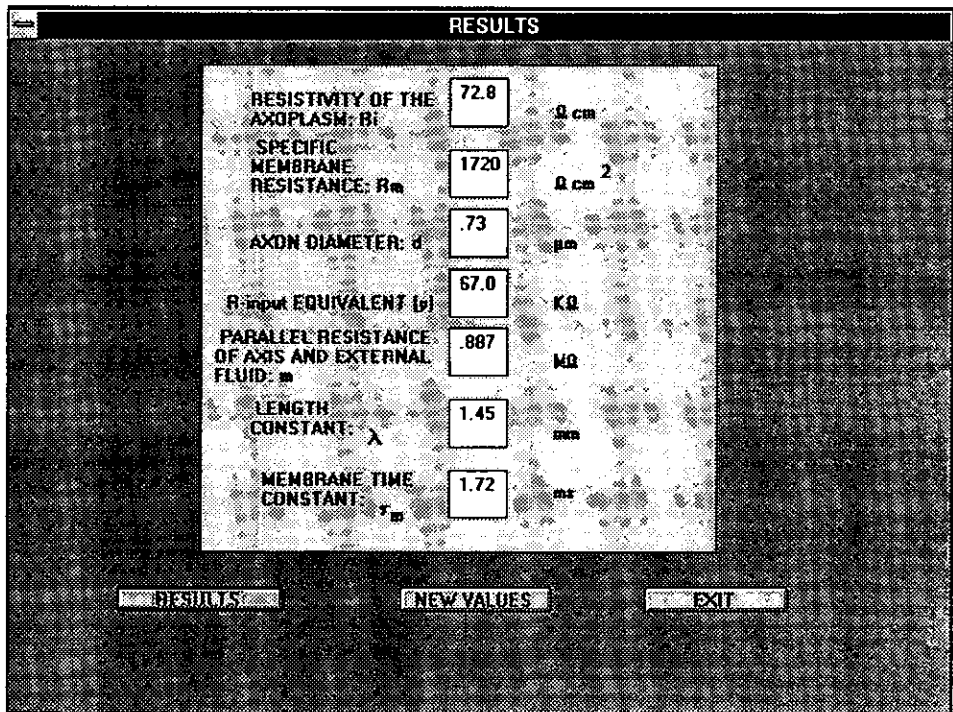 RESULTS
RESISTIVITY OF THE
AXOPLASM: Ri
72.8
Ω cm
SPECIFIC
MEMBRANE
RESISTANCE: Rm
1720
Ω cm 2
AXON DIAMETER: d
.73
µm
R-input EQUIVALENT (y)
67.0
KΩ
PARALLEL RESISTANCE
OF AXIS AND EXTERNAL
FLUID: m
.887
MΩ
LENGTH
CONSTANT: λ
1.45
mm
MEMBRANE TIME
CONSTANT: τm
1.72
ms
RESULTS
NEW VALUES
EXIT